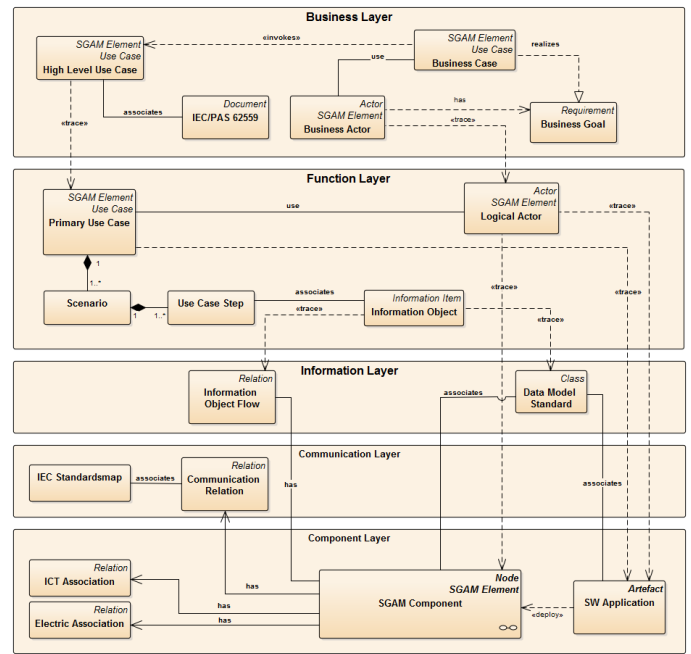 Business Layer
SGAM Element
Use Case
High Level Use Case
«invokes»
SGAM Element
Use Case
Business Case
realizes
use
associates
Document
IEC/PAS 62559
Actor
SGAM Element
Business Actor
has
«trace»
Requirement
Business Goal
«trace»
Function Layer
SGAM Element
Use Case
Primary Use Case
use
Actor
SGAM Element
Logical Actor
«trace»
1
1..*
Scenario
1
1..*
Use Case Step
associates
«trace»
Information Item
Information Object
«trace»
«trace»
«trace»
Information Layer
Relation
Information
Object Flow
associates
Class
Data Model
Standard
Communication Layer
IEC Standardsmap
associates
Relation
Communication
Relation
has
associates
Component Layer
Relation
ICT Association
has
has
Relation
Electric Association
has
Node
SGAM Element
SGAM Component
«deploy»
Artefact
SW Application